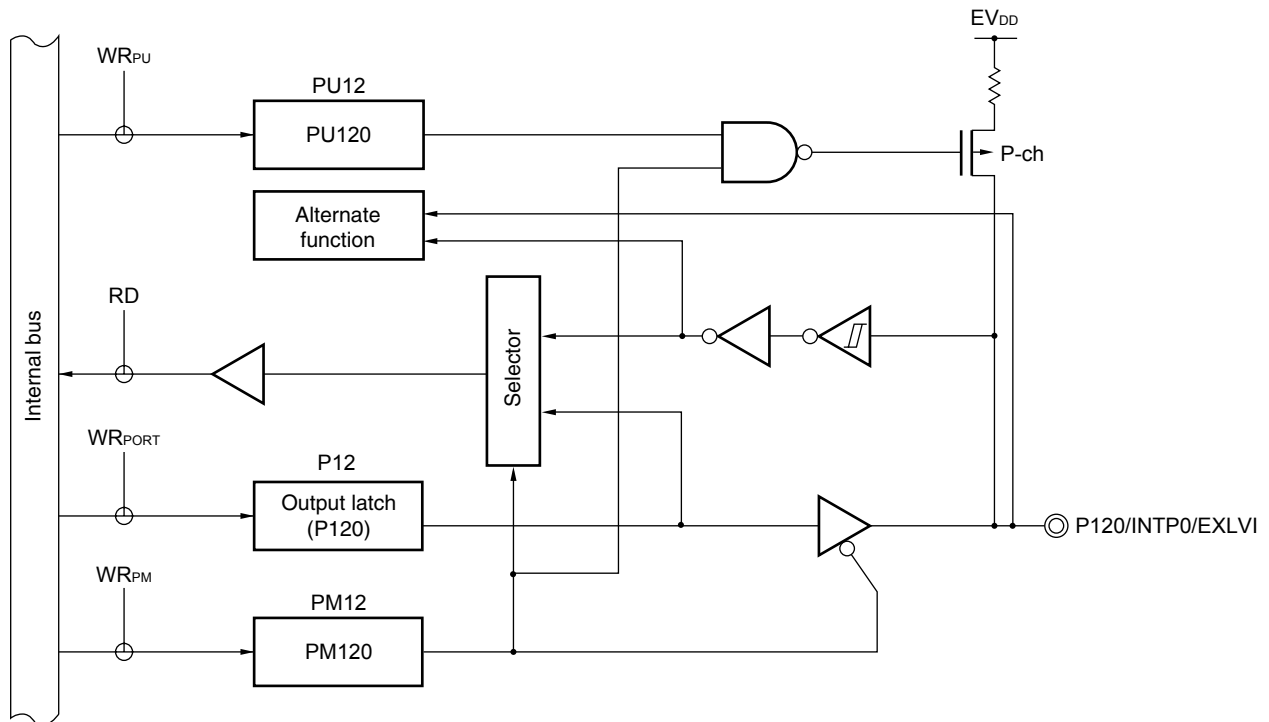 EVDD
WRPU
PU12
PU120
P-ch
Alternate
function
RD
Internal bus
Selector
WRPORT
P12
Output latch
(P120)
P120/INTP0/EXLVI
WRPM
PM12
PM120